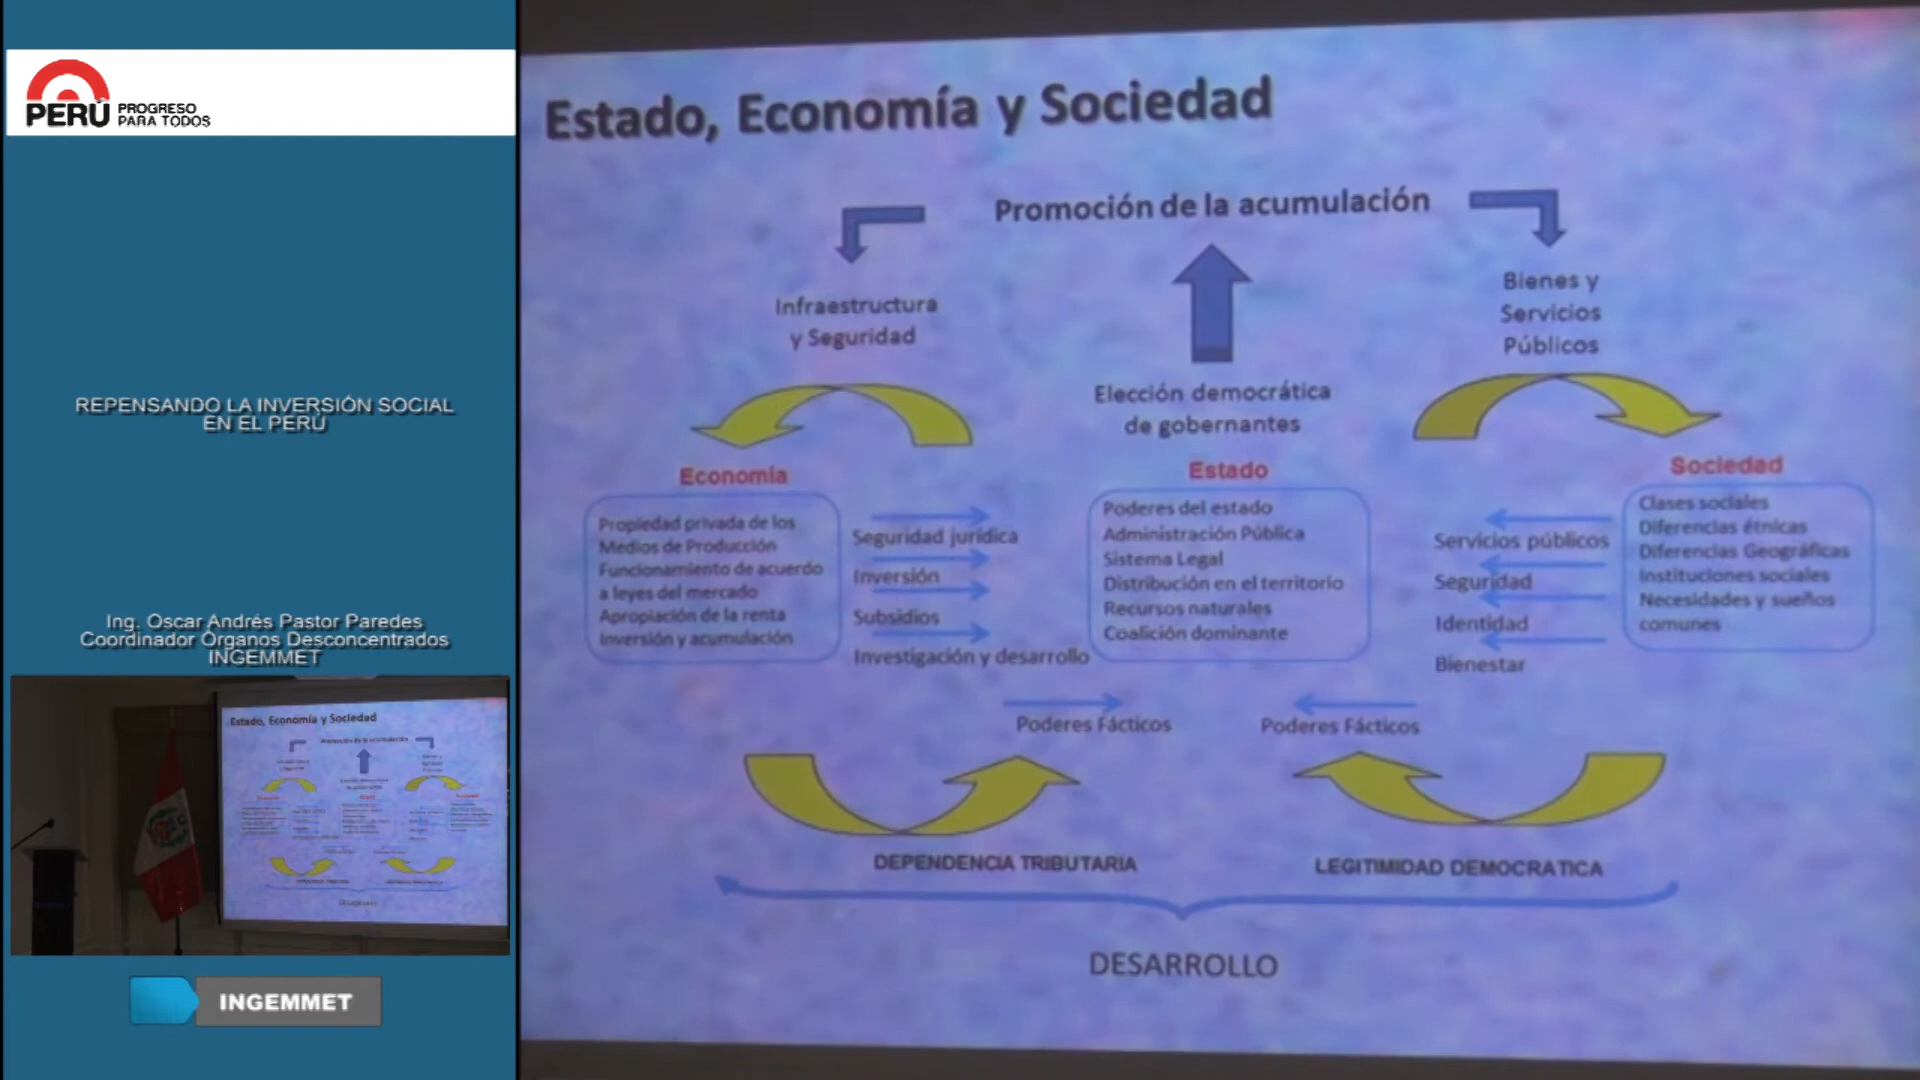 PERÚ PROGRESO
PARA TODOS
REPENSANDO LA INVERSIÓN SOCIAL
EN EL PERÚ
Ing. Oscar Andrés Pastor Paredes
Coordinador Órganos Desconcentrados
INGEMMET
Estado, Economía y Sociedad
INGEMMET
Estado, Economía y Sociedad
Promoción de la acumulación
Infraestructura
y Seguridad
Bienes y
Servicios
Públicos
Elección democrática
de gobernantes
Economia
Propiedad privada de los
Medios de Producción
Funcionamiento de acuerdo
a leyes del mercado
Apropiación de la renta
Inversión y acumulación
Seguridad jurídica
Inversión
Subsidios
Investigación y desarrollo
Estado
Poderes del estado
Administración Pública
Sistema Legal
Distribución en el territorio
Recursos naturales
Coalición dominante
Servicios públicos
Seguridad
Identidad
Bienestar
Sociedad
Clases sociales
Diferencias étnicas
Diferencias Geográficas
Instituciones sociales
Necesidades y sueños
comunes
Poderes Fácticos
Poderes Fácticos
DEPENDENCIA TRIBUTARIA
LEGITIMIDAD DEMOCRATICA
DESARROLLO